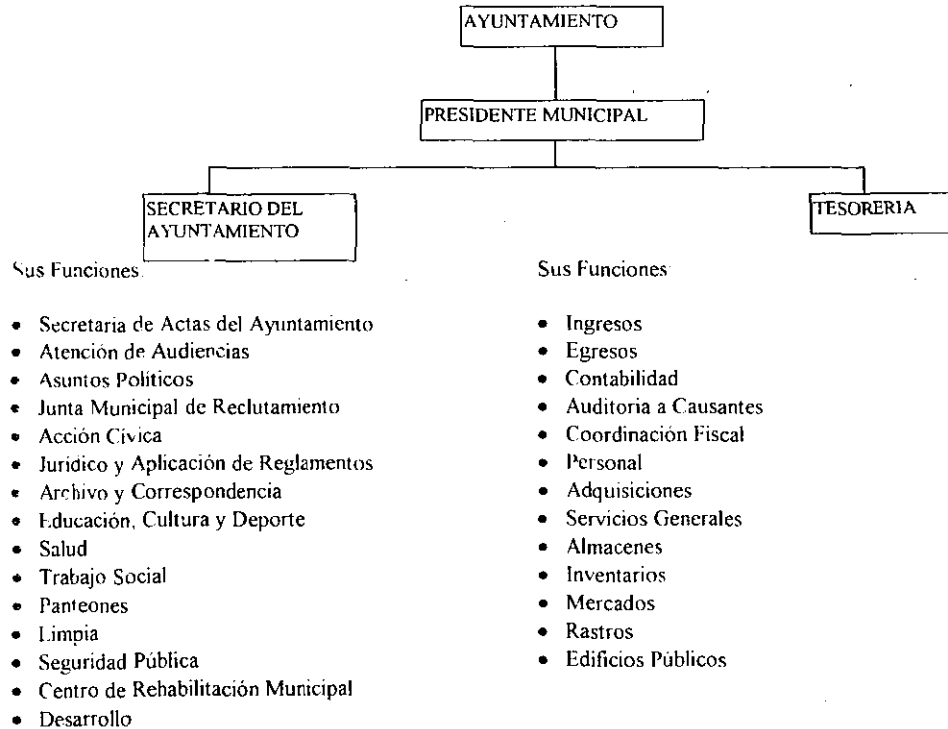 AYUNTAMIENTO
PRESIDENTE MUNICIPAL
SECRETARIO DEL
AYUNTAMIENTO
TESORERIA
Sus Funciones
• Secretaria de Actas del Ayuntamiento
• Atención de Audiencias
• Asuntos Políticos
• Junta Municipal de Reclutamiento
• Acción Cívica
• Jurídico y Aplicación de Reglamentos
• Archivo y Correspondencia
• Educación, Cultura y Deporte
• Salud
• Trabajo Social
• Panteones
• Limpia
• Seguridad Pública
• Centro de Rehabilitación Municipal
• Desarrollo
Sus Funciones
• Ingresos
• Egresos
• Contabilidad
• Auditoria a Causantes
• Coordinación Fiscal
• Personal
• Adquisiciones
• Servicios Generales
• Almacenes
• Inventarios
• Mercados
• Rastros
• Edificios Públicos